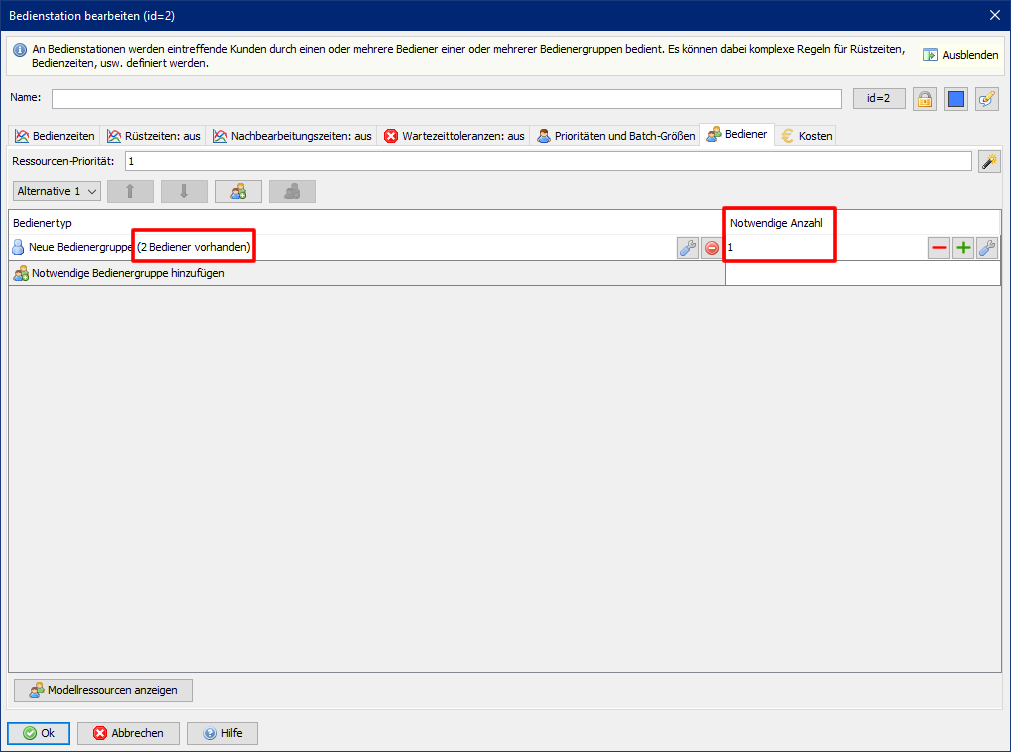 Bedienstation bearbeiten (id=2)
An Bedienstationen werden eintreffende Kunden durch einen oder mehrere Bediener einer oder mehrerer Bedienergruppen bedient. Es können dabei komplexe Regeln für Rüstzeiten,
Bedienzeiten, usw. definiert werden.
Ausblenden
Name:
id=2
Bedienzeiten Rüstzeiten: aus Nachbearbeitungszeiten: aus Wartezeittoleranzen: aus Prioritäten und Batch-Größen Bediener Kosten
Ressourcen-Priorität: 1
Alternative 1
Bedienertyp Notwendige Anzahl
Neue Bedienergruppe (2 Bediener vorhanden) 1
Notwendige Bedienergruppe hinzufügen
Modellressourcen anzeigen
Ok Abbrechen Hilfe